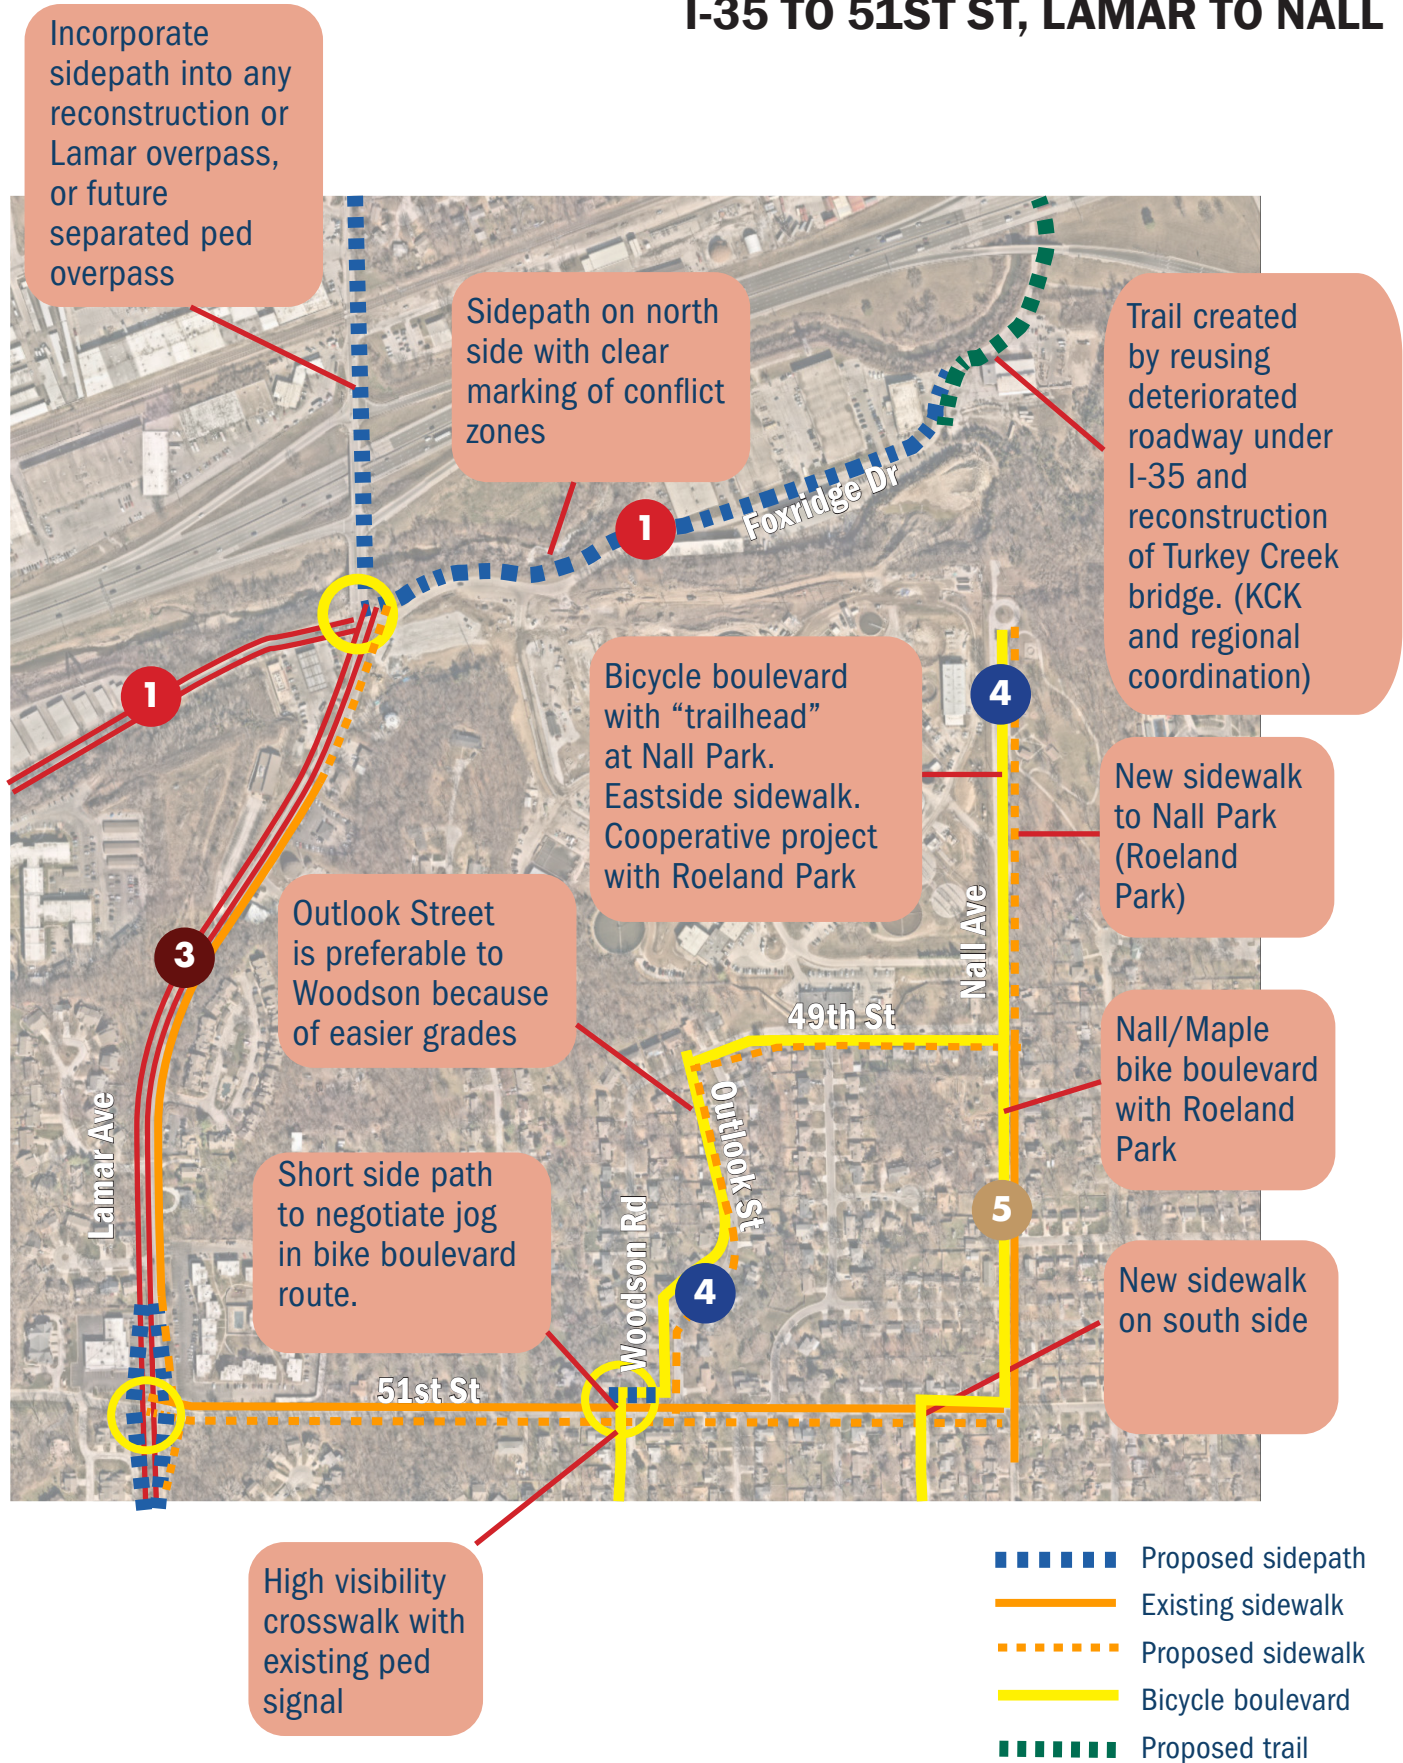 I-35 TO 51ST ST, LAMAR TO NALL
Incorporate
sidepath into any
reconstruction or
Lamar overpass,
or future
separated ped
overpass
Sidepath on north
side with clear
marking of conflict
zones
Trail created
by reusing
deteriorated
roadway under
I-35 and
reconstruction
of Turkey Creek
bridge. (KCK
and regional
coordination)
Foxridge Dr
1
1
Bicycle boulevard
with “trailhead”
at Nall Park.
Eastside sidewalk.
Cooperative project
with Roeland Park
4
New sidewalk
to Nall Park
(Roeland
Park)
Outlook Street
is preferable to
Woodson because
of easier grades
3
Nall Ave
49th St
Nall/Maple
bike boulevard
with Roeland
Park
Lamar Ave
Outlook St
Short side path
to negotiate jog
in bike boulevard
route.
Woodson Rd
5
4
New sidewalk
on south side
51st St
High visibility
crosswalk with
existing ped
signal
Proposed sidepath
Existing sidewalk
Proposed sidewalk
Bicycle boulevard
Proposed trail